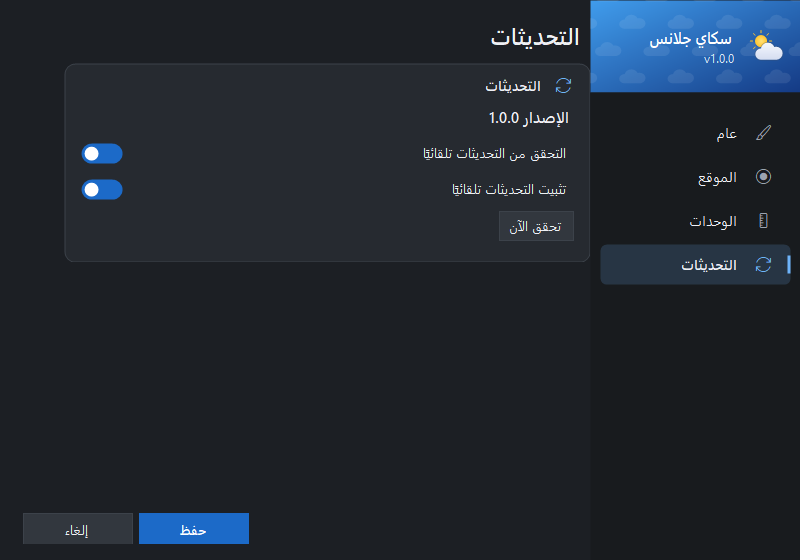 سكاي جلانس
v1.0.0
عام
الموقع
الوحدات
التحديثات
التحديثات
التحديثات
الإصدار 1.0.0
التحقق من التحديثات تلقائيًا
تثبيت التحديثات تلقائيًا
تحقق الآن
حفظ
إلغاء